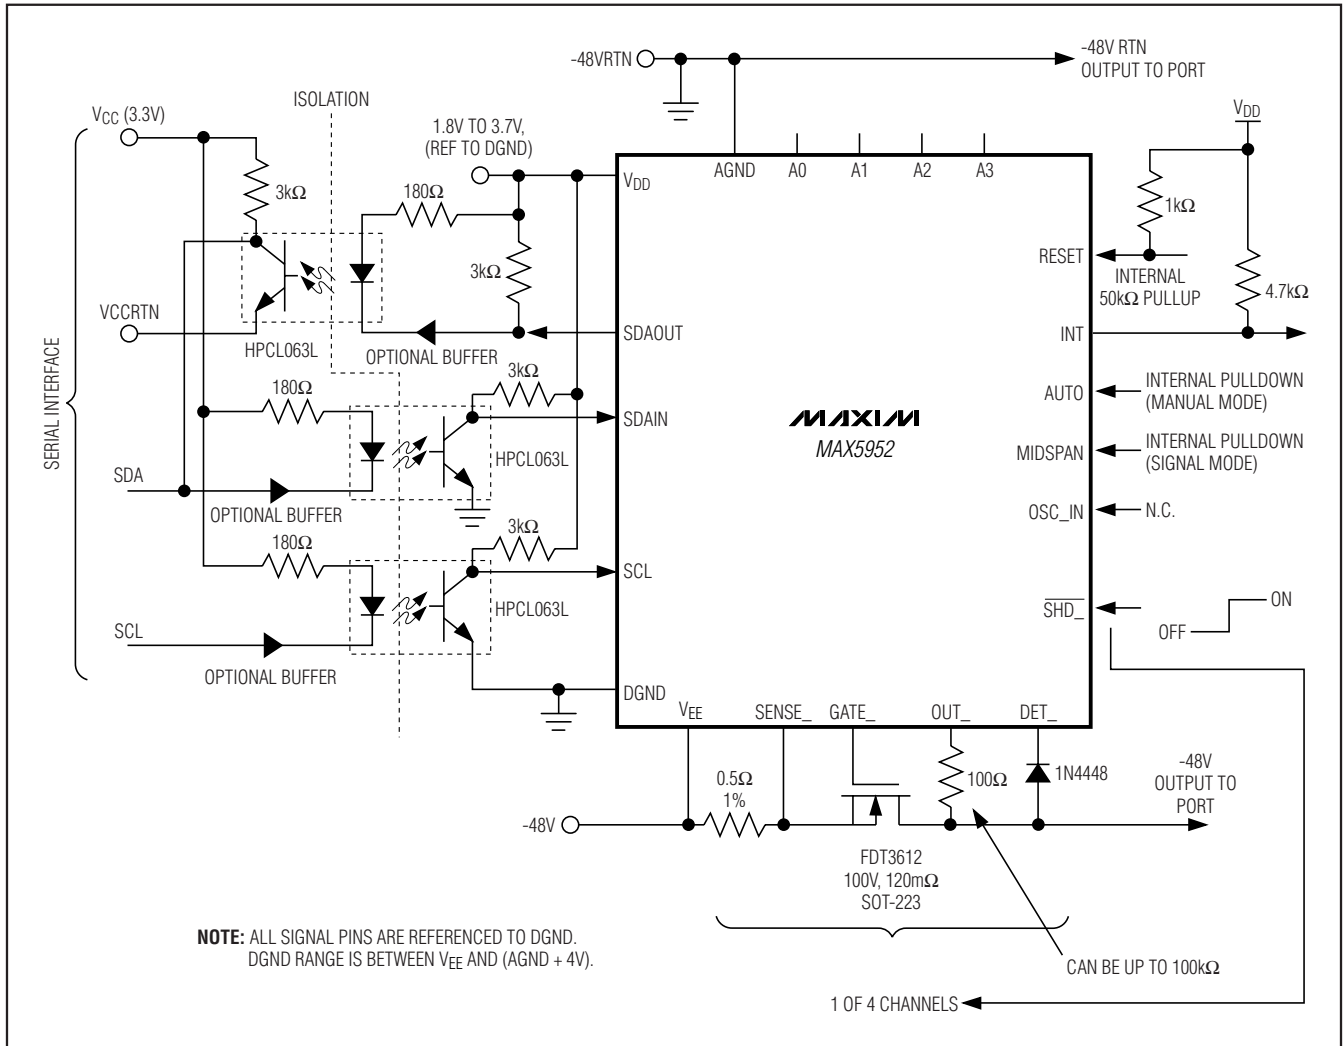 -48VRTN
-48V RTN
OUTPUT TO PORT
ISOLATION
VCC (3.3V)
1.8V TO 3.7V,
(REF TO DGND)
VDD
180Ω
3kΩ
3kΩ
VDD
AGND
A0
A1
A2
A3
1kΩ
RESET
INTERNAL
50kΩ PULLUP
4.7kΩ
VCCRTN
HPCL063L
OPTIONAL BUFFER
SDAOUT
INT
SERIAL INTERFACE
180Ω
3kΩ
SDAIN
HPCL063L
SDA
OPTIONAL BUFFER
MAXIM
MAX5952
AUTO
INTERNAL PULLDOWN
(MANUAL MODE)
MIDSPAN
INTERNAL PULLDOWN
(SIGNAL MODE)
OSC_IN
N.C.
180Ω
3kΩ
SCL
HPCL063L
SCL
OPTIONAL BUFFER
SHD_
OFF
ON
DGND
VEE
SENSE_
GATE_
OUT_
DET_
0.5Ω
1%
100Ω
1N4448
-48V
OUTPUT TO
PORT
-48V
FDT3612
100V, 120mΩ
SOT-223
NOTE: ALL SIGNAL PINS ARE REFERENCED TO DGND.
DGND RANGE IS BETWEEN VEE AND (AGND + 4V).
CAN BE UP TO 100kΩ
1 OF 4 CHANNELS